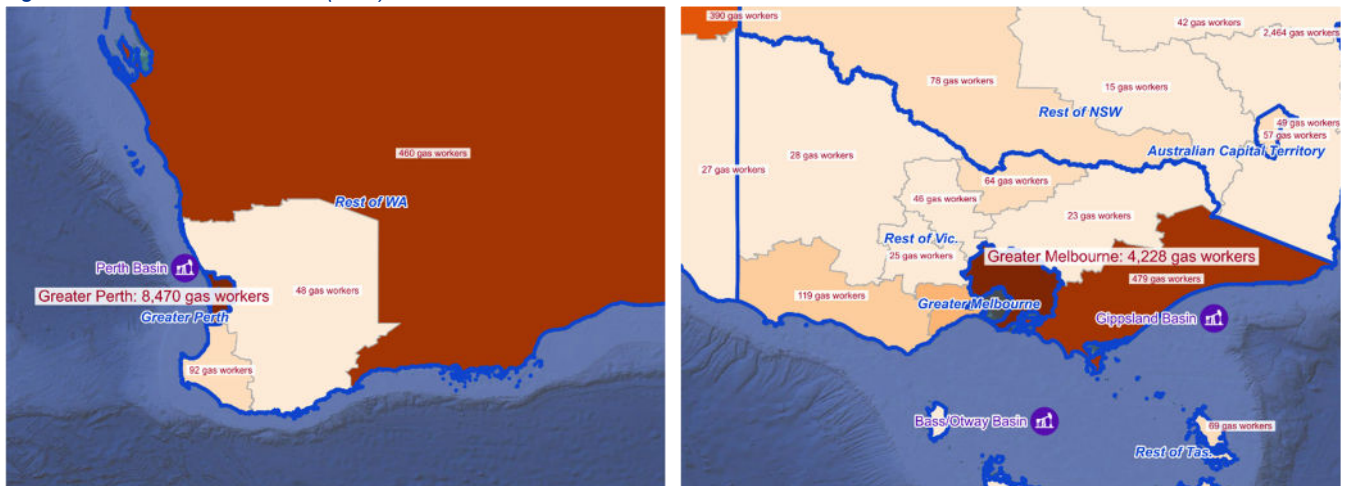 460 gas workers
Rest of WA
Perth Basin
48 gas workers
Greater Perth: 8,470 gas workers
Greater Perth
92 gas workers
390 gas workers
42 gas workers
2,464 gas workers
78 gas workers
15 gas workers
Rest of NSW
49 gas workers
57 gas workers
Australian Capital Territory
28 gas workers
27 gas workers
64 gas workers
46 gas workers
23 gas workers
Rest of Vic.
25 gas workers
Greater Melbourne: 4,228 gas workers
479 gas workers
119 gas workers
Greater Melbourne
Gippsland Basin
Bass/Otway Basin
69 gas workers
Rest of Tas.